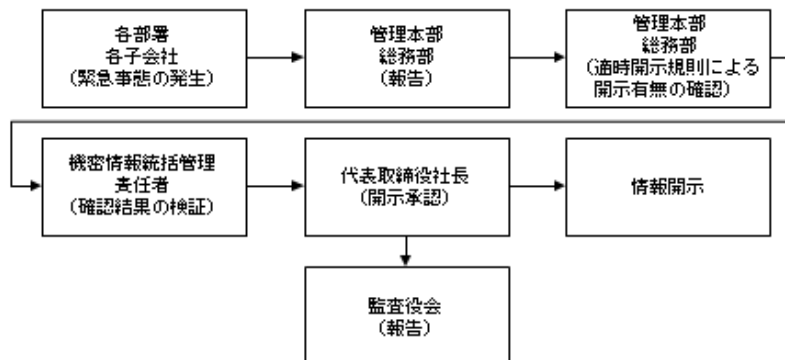 各部署
各子会社
（緊急事態の発生）
管理本部
総務部
（報告）
管理本部
総務部
（適時開示規則による
開示有無の確認）
機密情報統括管理
責任者
（確認結果の検証）
代表取締役社長
（開示承認）
情報開示
監査役会
（報告）